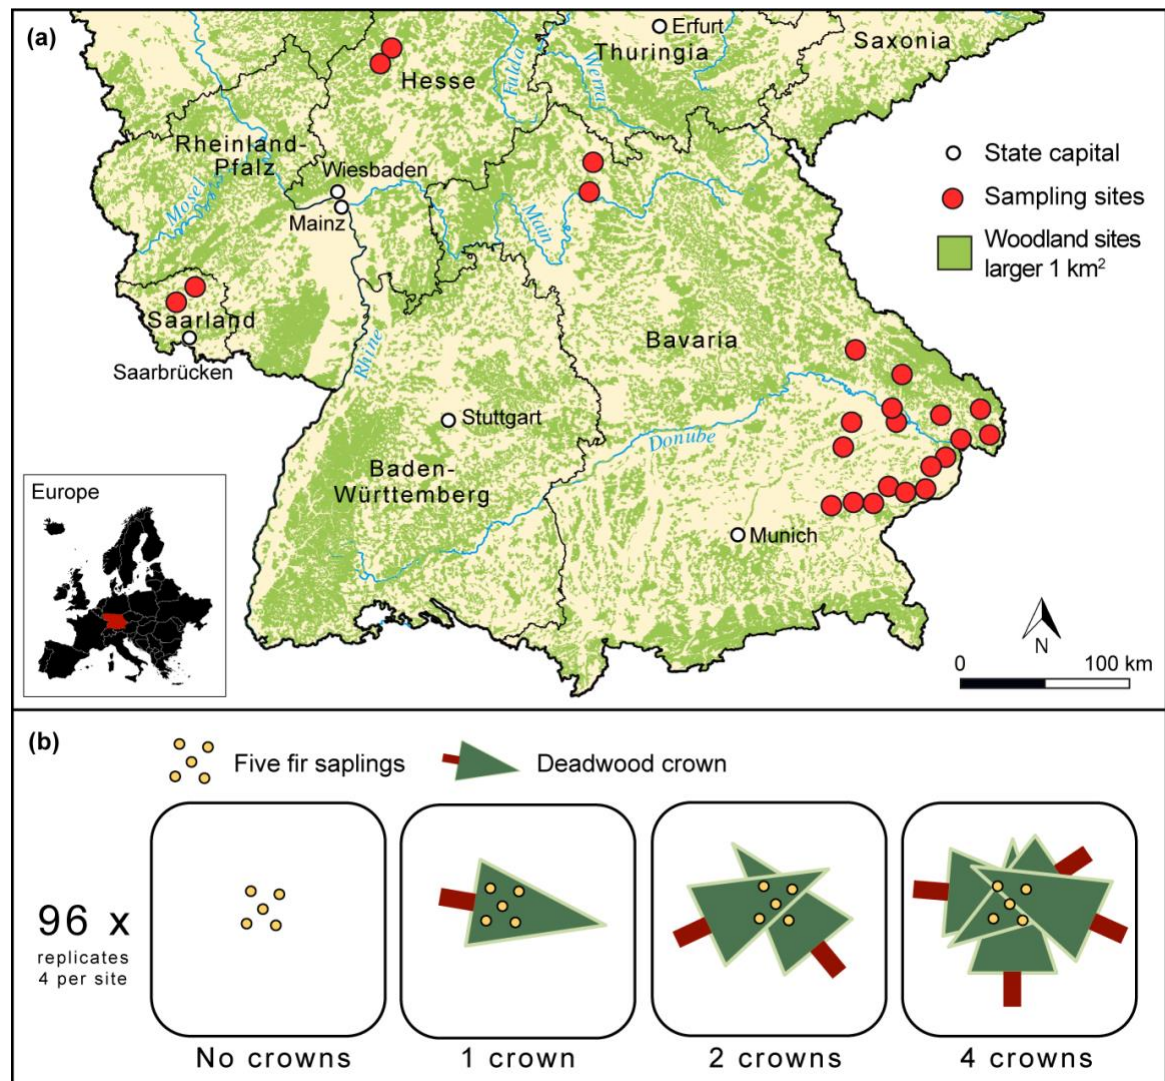 (a)
Erfurt
Thuringia
Saxonia
Hesse
Fulda
Werra
Rheinland-
Pfalz
Wiesbaden
Mainz
Mosel
Main
State capital
Sampling sites
Woodland sites
larger 1 km²
Saarland
Saarbrücken
Rhine
Bavaria
Stuttgart
Donube
Baden-
Württemberg
Munich
Europe
N
0 100 km
(b)
Five fir saplings
Deadwood crown
96 x
replicates
4 per site
No crowns
1 crown
2 crowns
4 crowns